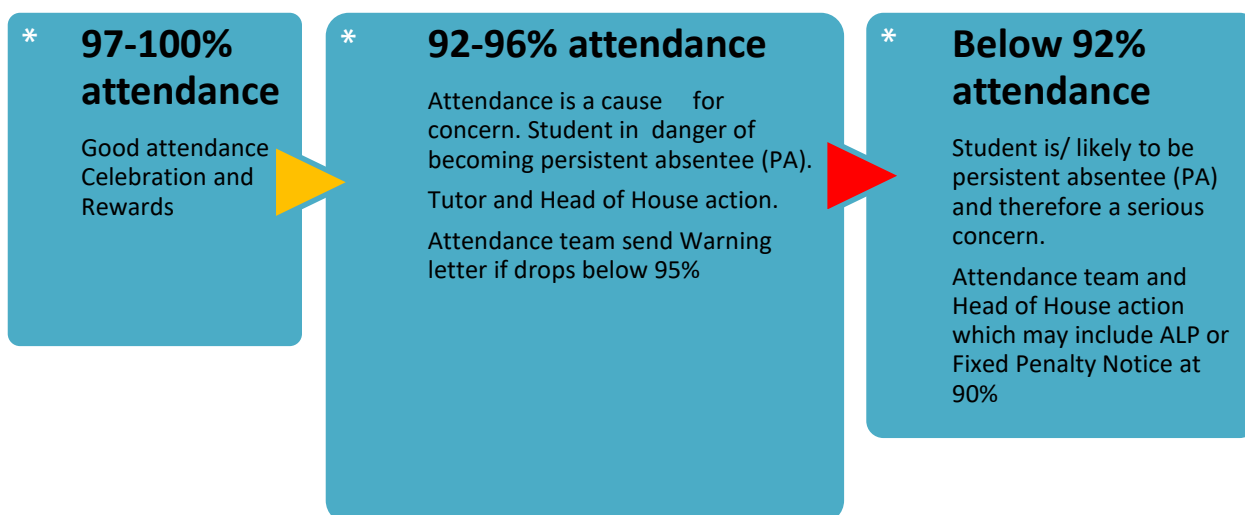 * 97-100%
attendance
Good attendance
Celebration and
Rewards
* 92-96% attendance
Attendance is a cause for
concern. Student in danger of
becoming persistent absentee (PA).
Tutor and Head of House action.
Attendance team send Warning
letter if drops below 95%
* Below 92%
attendance
Student is/ likely to be
persistent absentee (PA)
and therefore a serious
concern.
Attendance team and
Head of House action
which may include ALP or
Fixed Penalty Notice at
90%